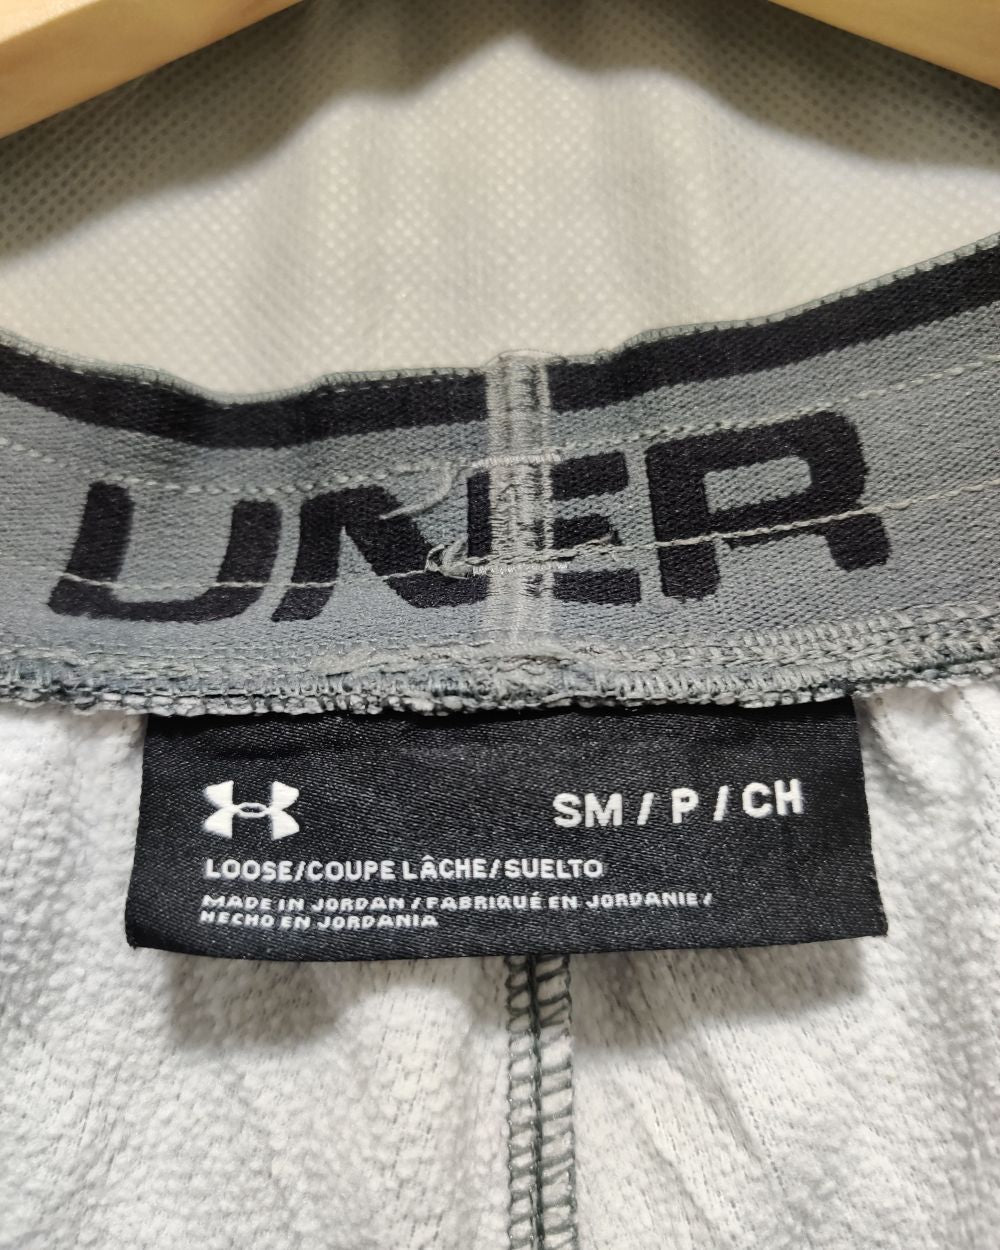 UNER
SM / P / CH
LOOSE/COUPE LÂCHE/SUELTO
MADE IN JORDAN / FABRIQUÉ EN JORDANIE /
HECHO EN JORDANIA